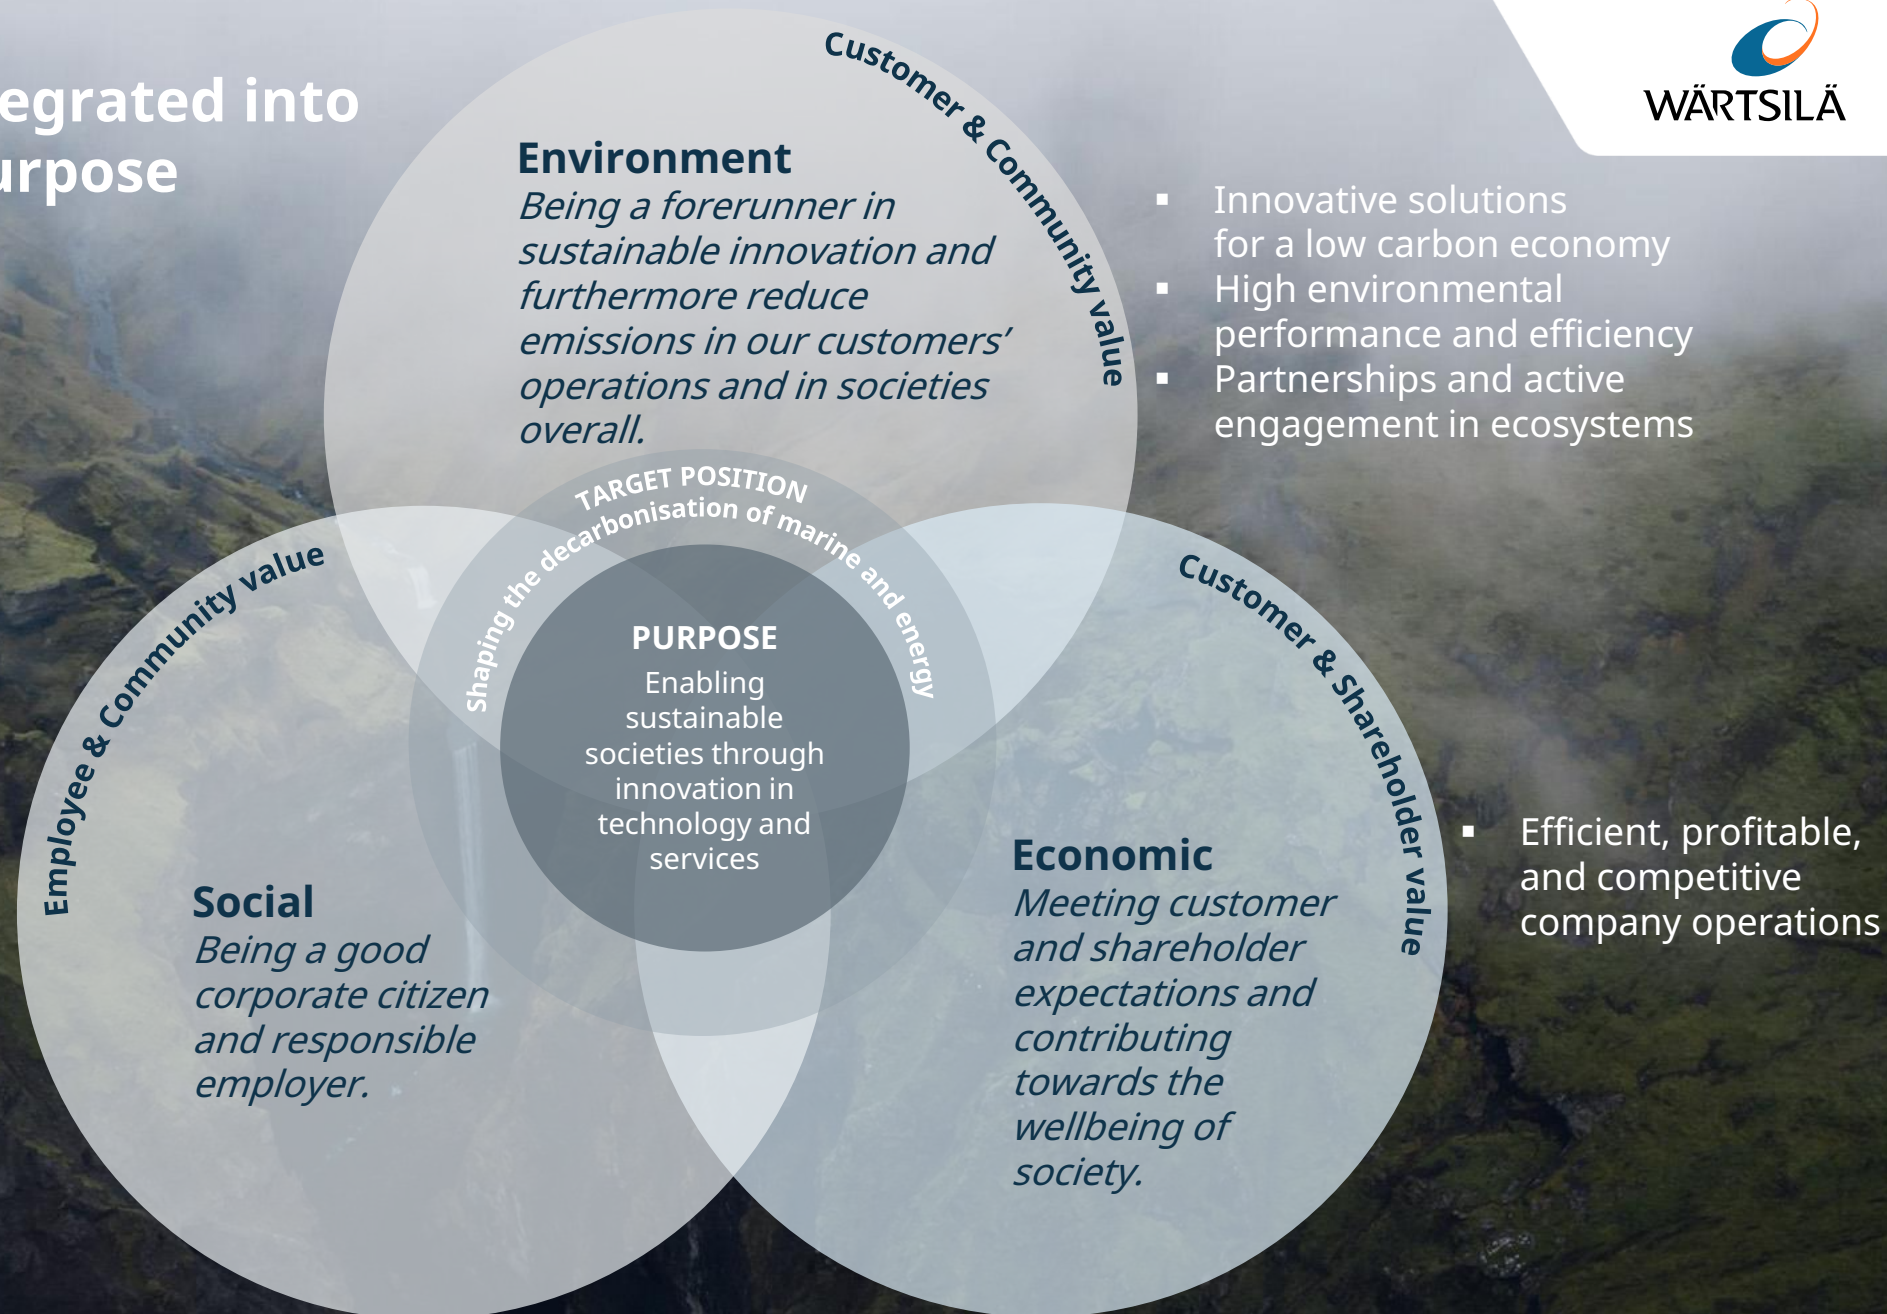 egrated into
urpose
WÄRTSILÄ
Customer & Community value
Environment
Being a forerunner in
sustainable innovation and
furthermore reduce
emissions in our customers’
operations and in societies
overall.
▪ Innovative solutions
for a low carbon economy
▪ High environmental
performance and efficiency
▪ Partnerships and active
engagement in ecosystems
TARGET POSITION
Shaping the decarbonisation of marine and energy
PURPOSE
Enabling
sustainable
societies through
innovation in
technology and
services
Employee & Community value
Social
Being a good
corporate citizen
and responsible
employer.
Customer & Shareholder value
Economic
Meeting customer
and shareholder
expectations and
contributing
towards the
wellbeing of
society.
▪ Efficient, profitable,
and competitive
company operations